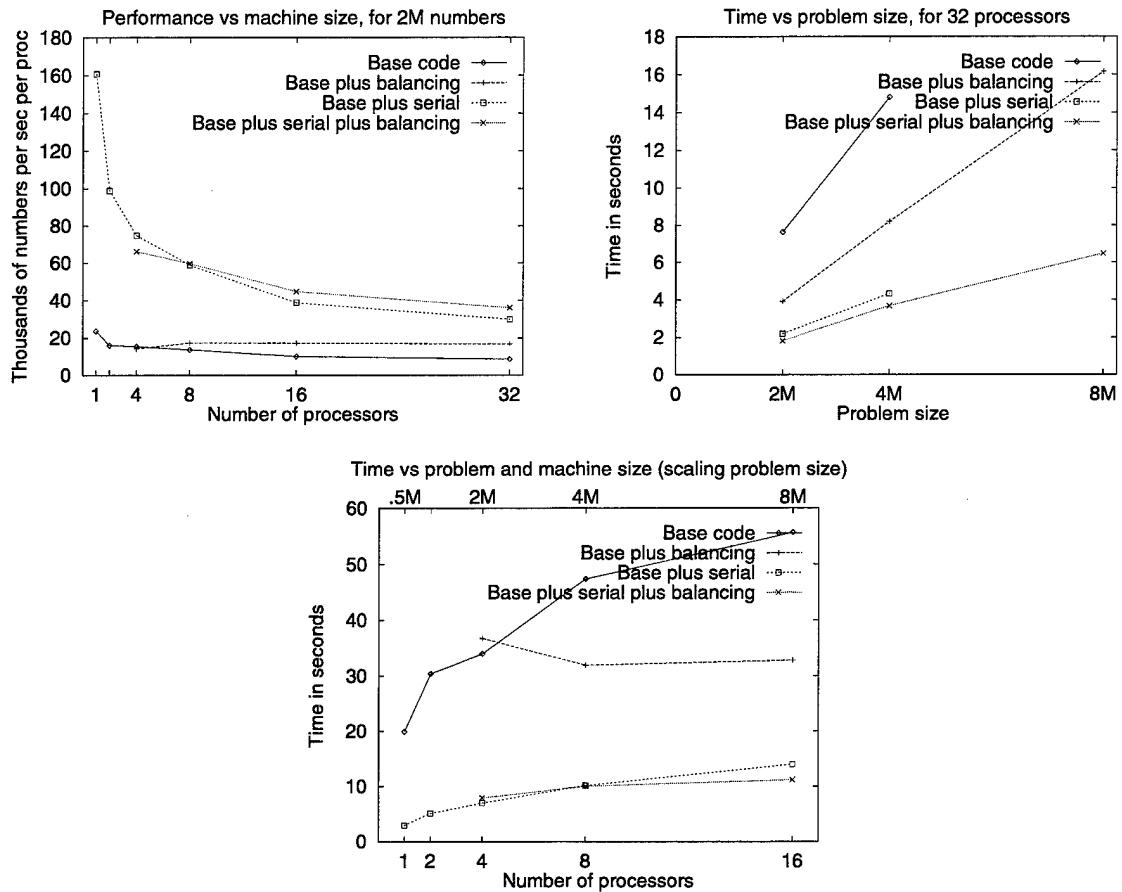 Performance vs machine size, for 2M numbers
Thousands of numbers per sec per proc
180
160
140
120
100
80
60
40
20
0
Base code
Base plus balancing
Base plus serial
Base plus serial plus balancing
1
4
8
16
32
Number of processors
Time vs problem size, for 32 processors
Time in seconds
18
16
14
12
10
8
6
4
2
0
Base code
Base plus balancing
Base plus serial
Base plus serial plus balancing
0
2M
4M
8M
Problem size
Time vs problem and machine size (scaling problem size)
.5M
2M
4M
8M
Time in seconds
60
50
40
30
20
10
0
Base code
Base plus balancing
Base plus serial
Base plus serial plus balancing
1
2
4
8
16
Number of processors